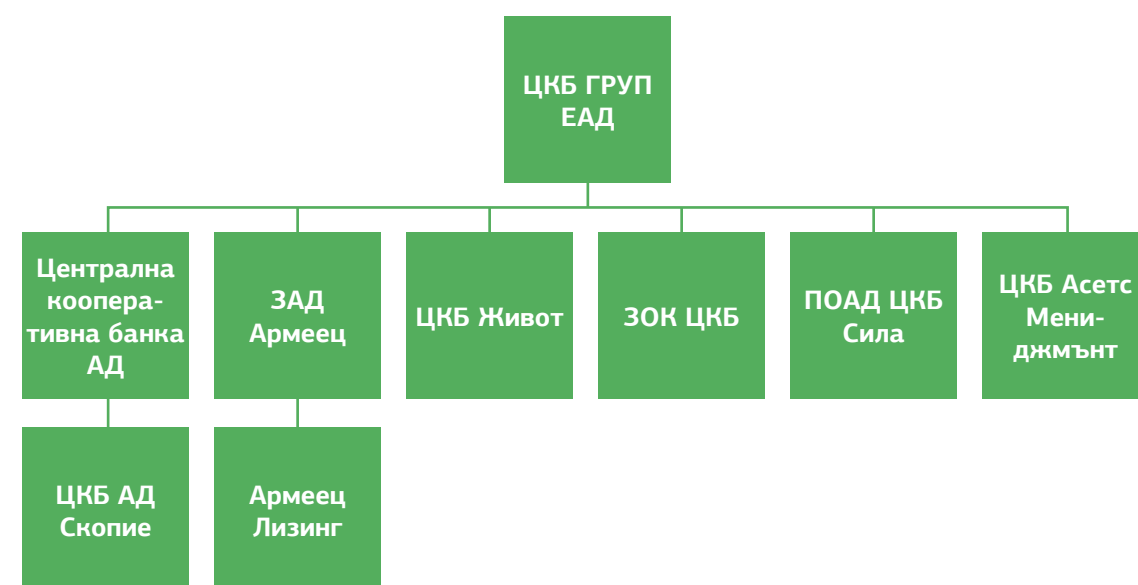 ЦКБ ГРУП
ЕАД
Централна
коопера-
тивна банка
АД
ЗАД
Армеец
ЦКБ Живот
ЗОК ЦКБ
ПОАД ЦКБ
Сила
ЦКБ Асетс
Мени-
джмънт
ЦКБ АД
Скопие
Армеец
Лизинг